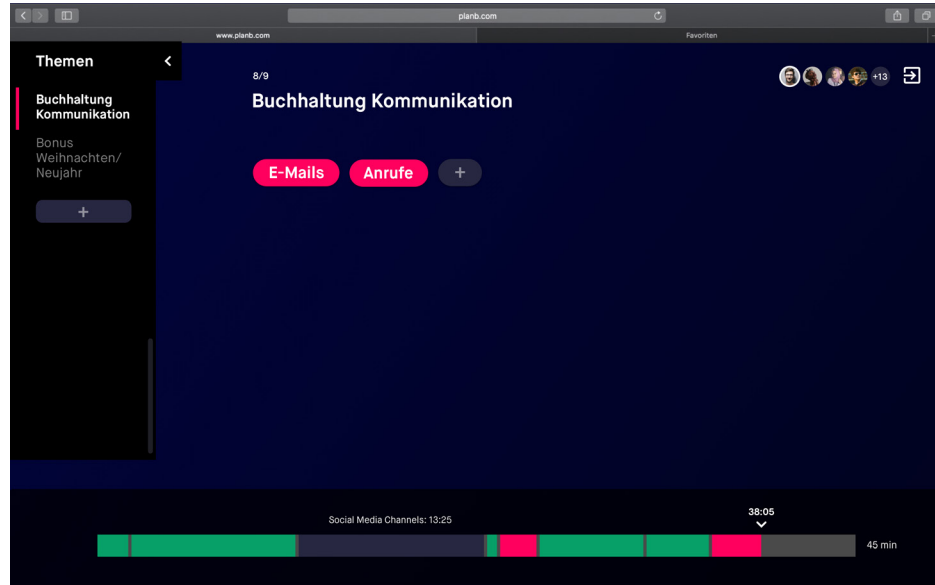 planb.com
www.planb.com
Favoriten
Themen
Buchhaltung
Kommunikation
Bonus
Weihnachten/
Neujahr
+
8/9
Buchhaltung Kommunikation
+13
E-Mails
Anrufe
+
38:05
Social Media Channels: 13:25
45 min